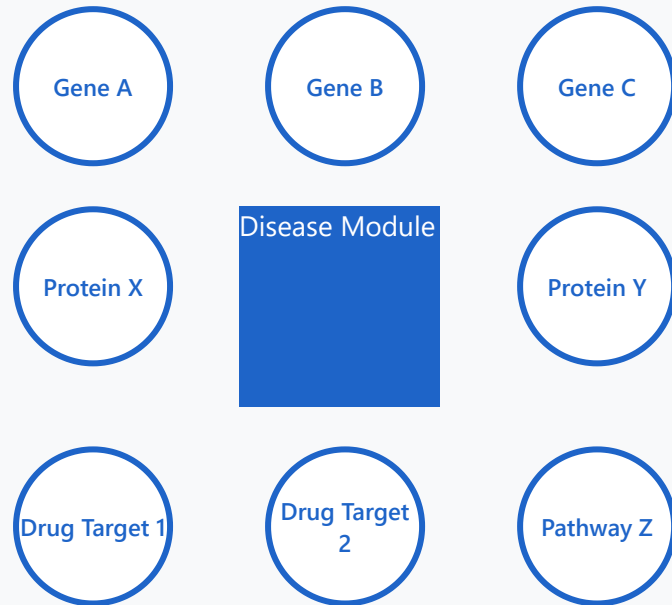 Gene A
Gene B
Gene C
Disease Module
Protein X
Protein Y
Drug Target 1
Drug Target
2
Pathway Z